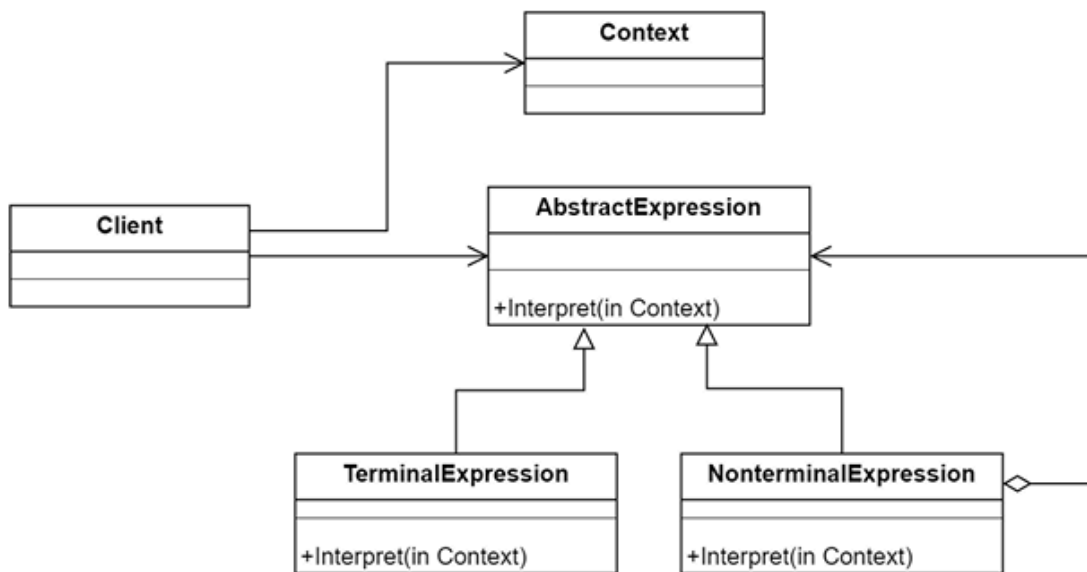 Context
Client
AbstractExpression
+Interpret(in Context)
TerminalExpression
+Interpret(in Context)
NonterminalExpression
+Interpret(in Context)